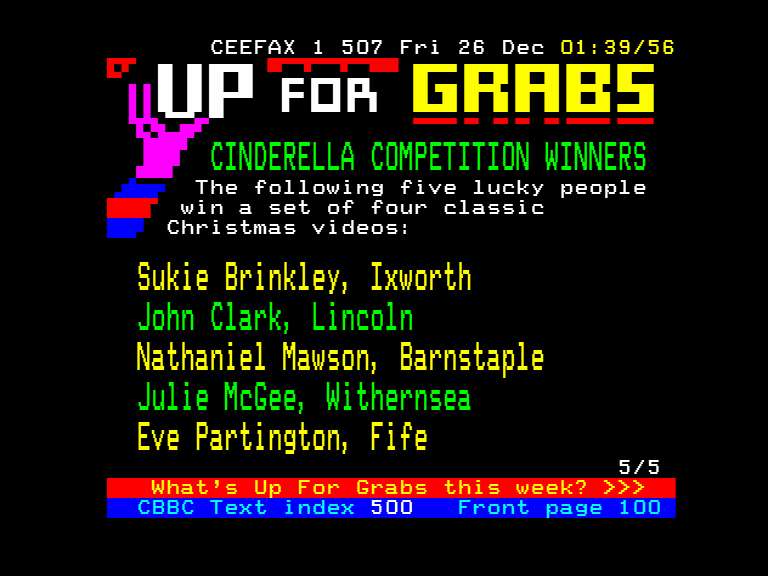 CEEFAX 1 507 Fri 26 Dec 01:39/56
UP FOR GRABS
CINDERELLA COMPETITION WINNERS
The following five lucky people
win a set of four classic
Christmas videos:
Sukie Brinkley, Ixworth
John Clark, Lincoln
Nathaniel Mawson, Barnstaple
Julie McGee, Withernsea
Eve Partington, Fife
5/5
What's Up For Grabs this week? >>>
CBBC Text index 500 Front page 100